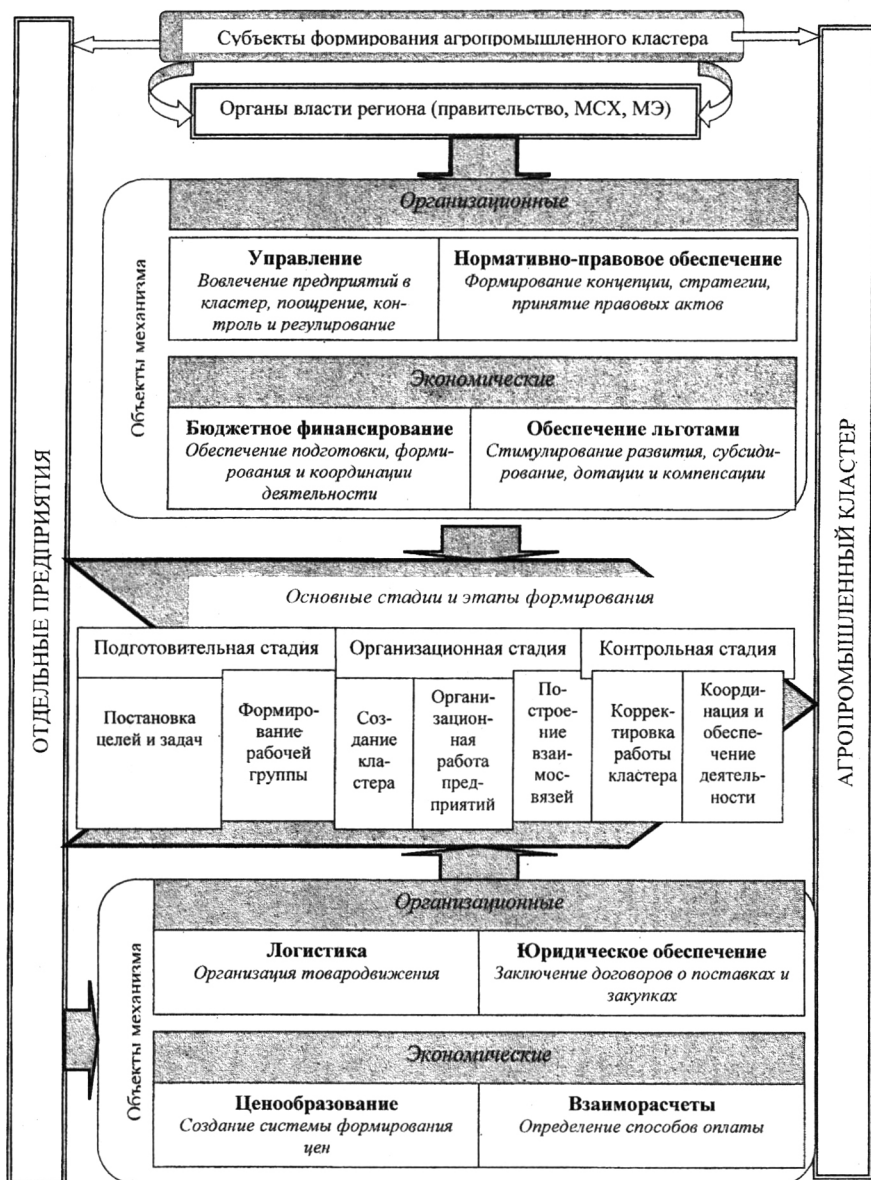 Субъекты формирования агропромышленного кластера
Органы власти региона (правительство, МСХ, МЭ)
ОТДЕЛЬНЫЕ ПРЕДПРИЯТИЯ
АГРОПРОМЫШЛЕННЫЙ КЛАСТЕР
Объекты механизма
Организационные
Управление
Вовлечение предприятий в
кластер, поощрение, кон-
троль и регулирование
Нормативно-правовое обеспечение
Формирование концепции, стратегии,
принятие правовых актов
Экономические
Бюджетное финансирование
Обеспечение подготовки, форми-
рования и координации
деятельности
Обеспечение льготами
Стимулирование развития, субсиди-
рование, дотации и компенсации
Основные стадии и этапы формирования
Подготовительная стадия
Организационная стадия
Контрольная стадия
Постановка
целей и задач
Формиро-
вание
рабочей
группы
Соз-
дание
кла-
стера
Органи-
зацион-
ная
работа
пред-
приятий
По-
строе-
ние
взаи-
мос-
вязей
Коррек-
тировка
работы
кластера
Коорди-
нация и
обеспе-
чение
деятель-
ности
Объекты механизма
Организационные
Логистика
Организация товародвижения
Юридическое обеспечение
Заключение договоров о поставках и
закупках
Экономические
Ценообразование
Создание системы формирования
цен
Взаиморасчеты
Определение способов оплаты